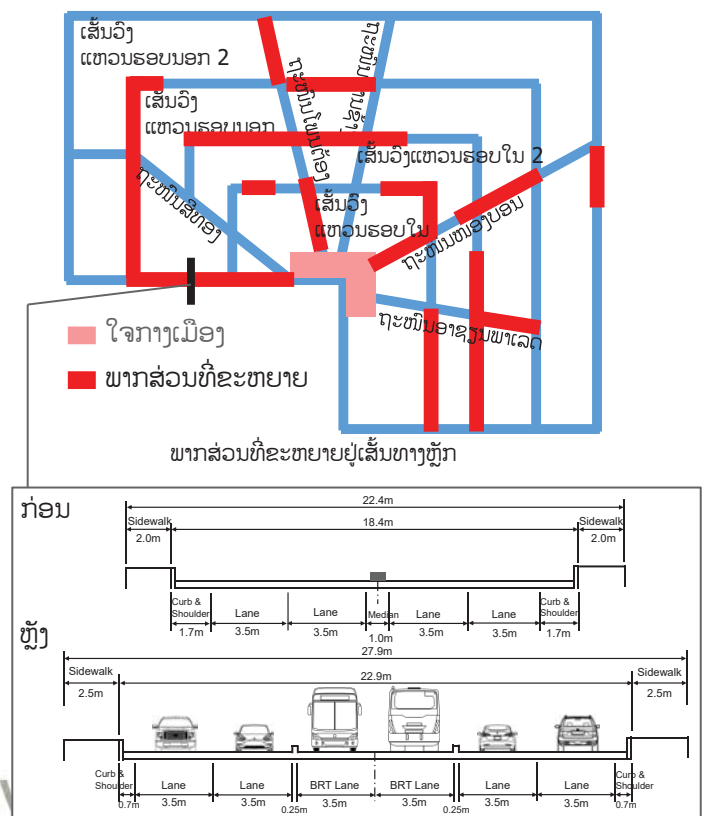 ເສັ້ນວົງ
ແຫວນຮອບນອກ 2
ເສັ້ນວົງ
ແຫວນຮອບນອກ
ຖະໜົນໂພນຕ້ອງ
ເສັ້ນວົງແຫວນຮອບໃນ 2
ຖະໜົນສີທອງ
ເສັ້ນວົງ
ແຫວນຮອບໃນ
ຖະໜົນໜອງບອນ
ຖະໜົນອາຊຽນພາເລດ
ໃຈກາງເມືອງ
ພາກສ່ວນທີ່ຂະຫຍາຍ
ພາກສ່ວນທີ່ຂະຫຍາຍຢູ່ເສັ້ນທາງຫຼັກ
ກ່ອນ
22.4m
Sidewalk 18.4m Sidewalk
2.0m 2.0m
Curb & Shoulder Lane Lane Median Lane Lane Curb & Shoulder
1.7m 3.5m 3.5m 1.0m 3.5m 3.5m 1.7m
ຫຼັງ
27.9m
Sidewalk 22.9m Sidewalk
2.5m 2.5m
Curb & Shoulder Lane Lane BRT Lane BRT Lane Lane Lane Curb & Shoulder
0.7m 3.5m 3.5m 0.25m 3.5m 3.5m 0.25m 3.5m 3.5m 0.7m